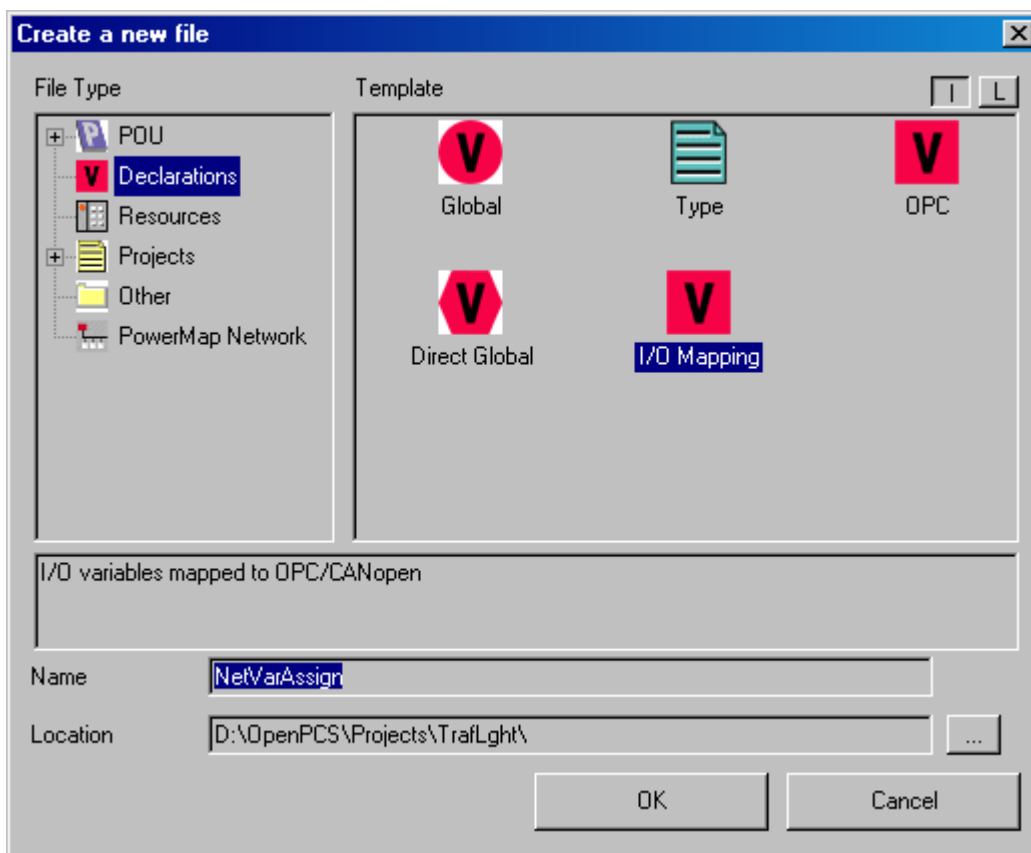 Create a new file
File Type
Template
I L
POU
Declarations
Resources
Projects
Other
PowerMap Network
Global
Type
OPC
Direct Global
I/O Mapping
I/O variables mapped to OPC/CANopen
Name
NetVarAssign
Location
D:\OpenPCS\Projects\TrafLght\
...
OK
Cancel